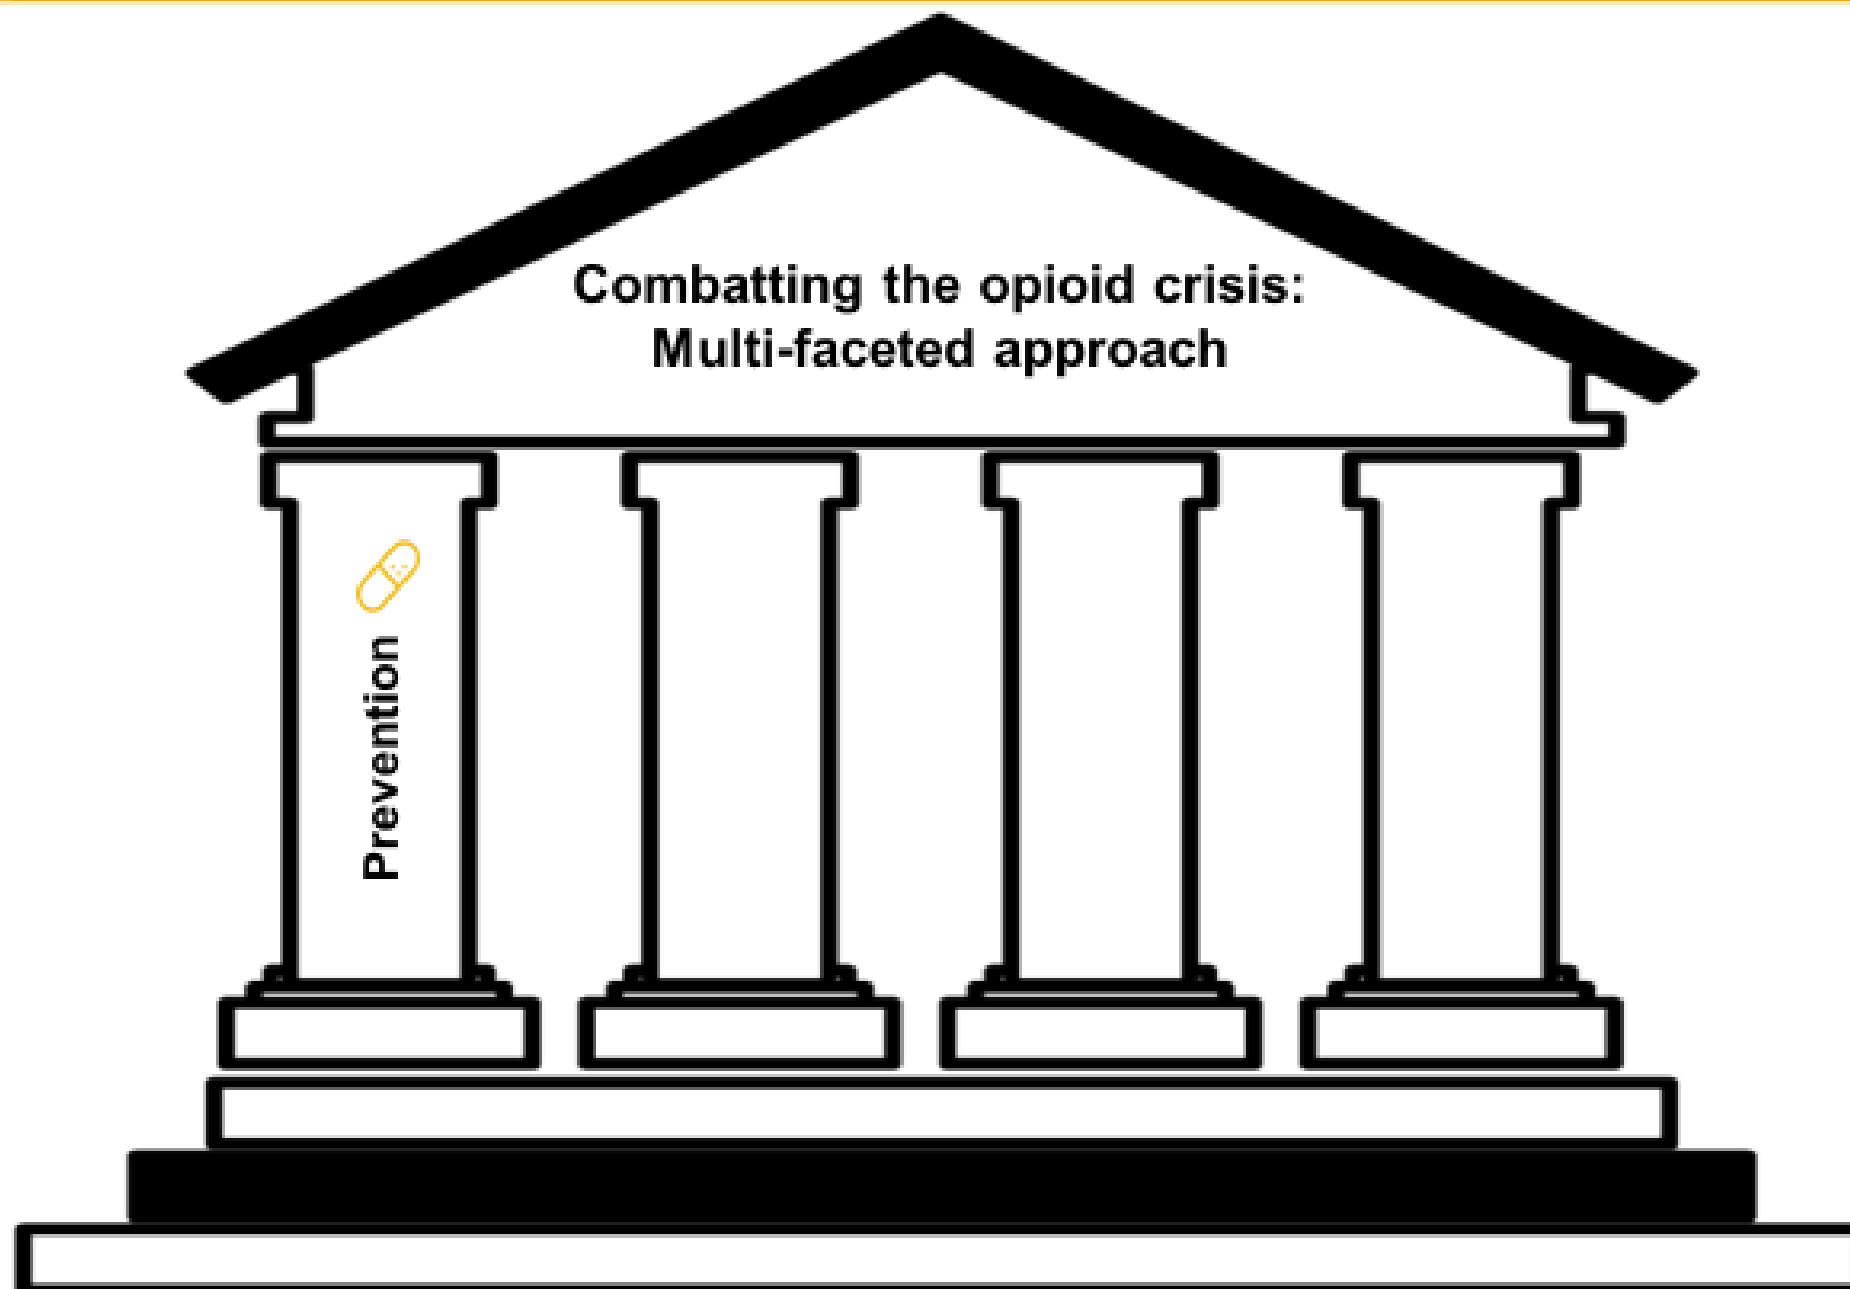 Combatting the opioid crisis:
Multi-faceted approach
Prevention